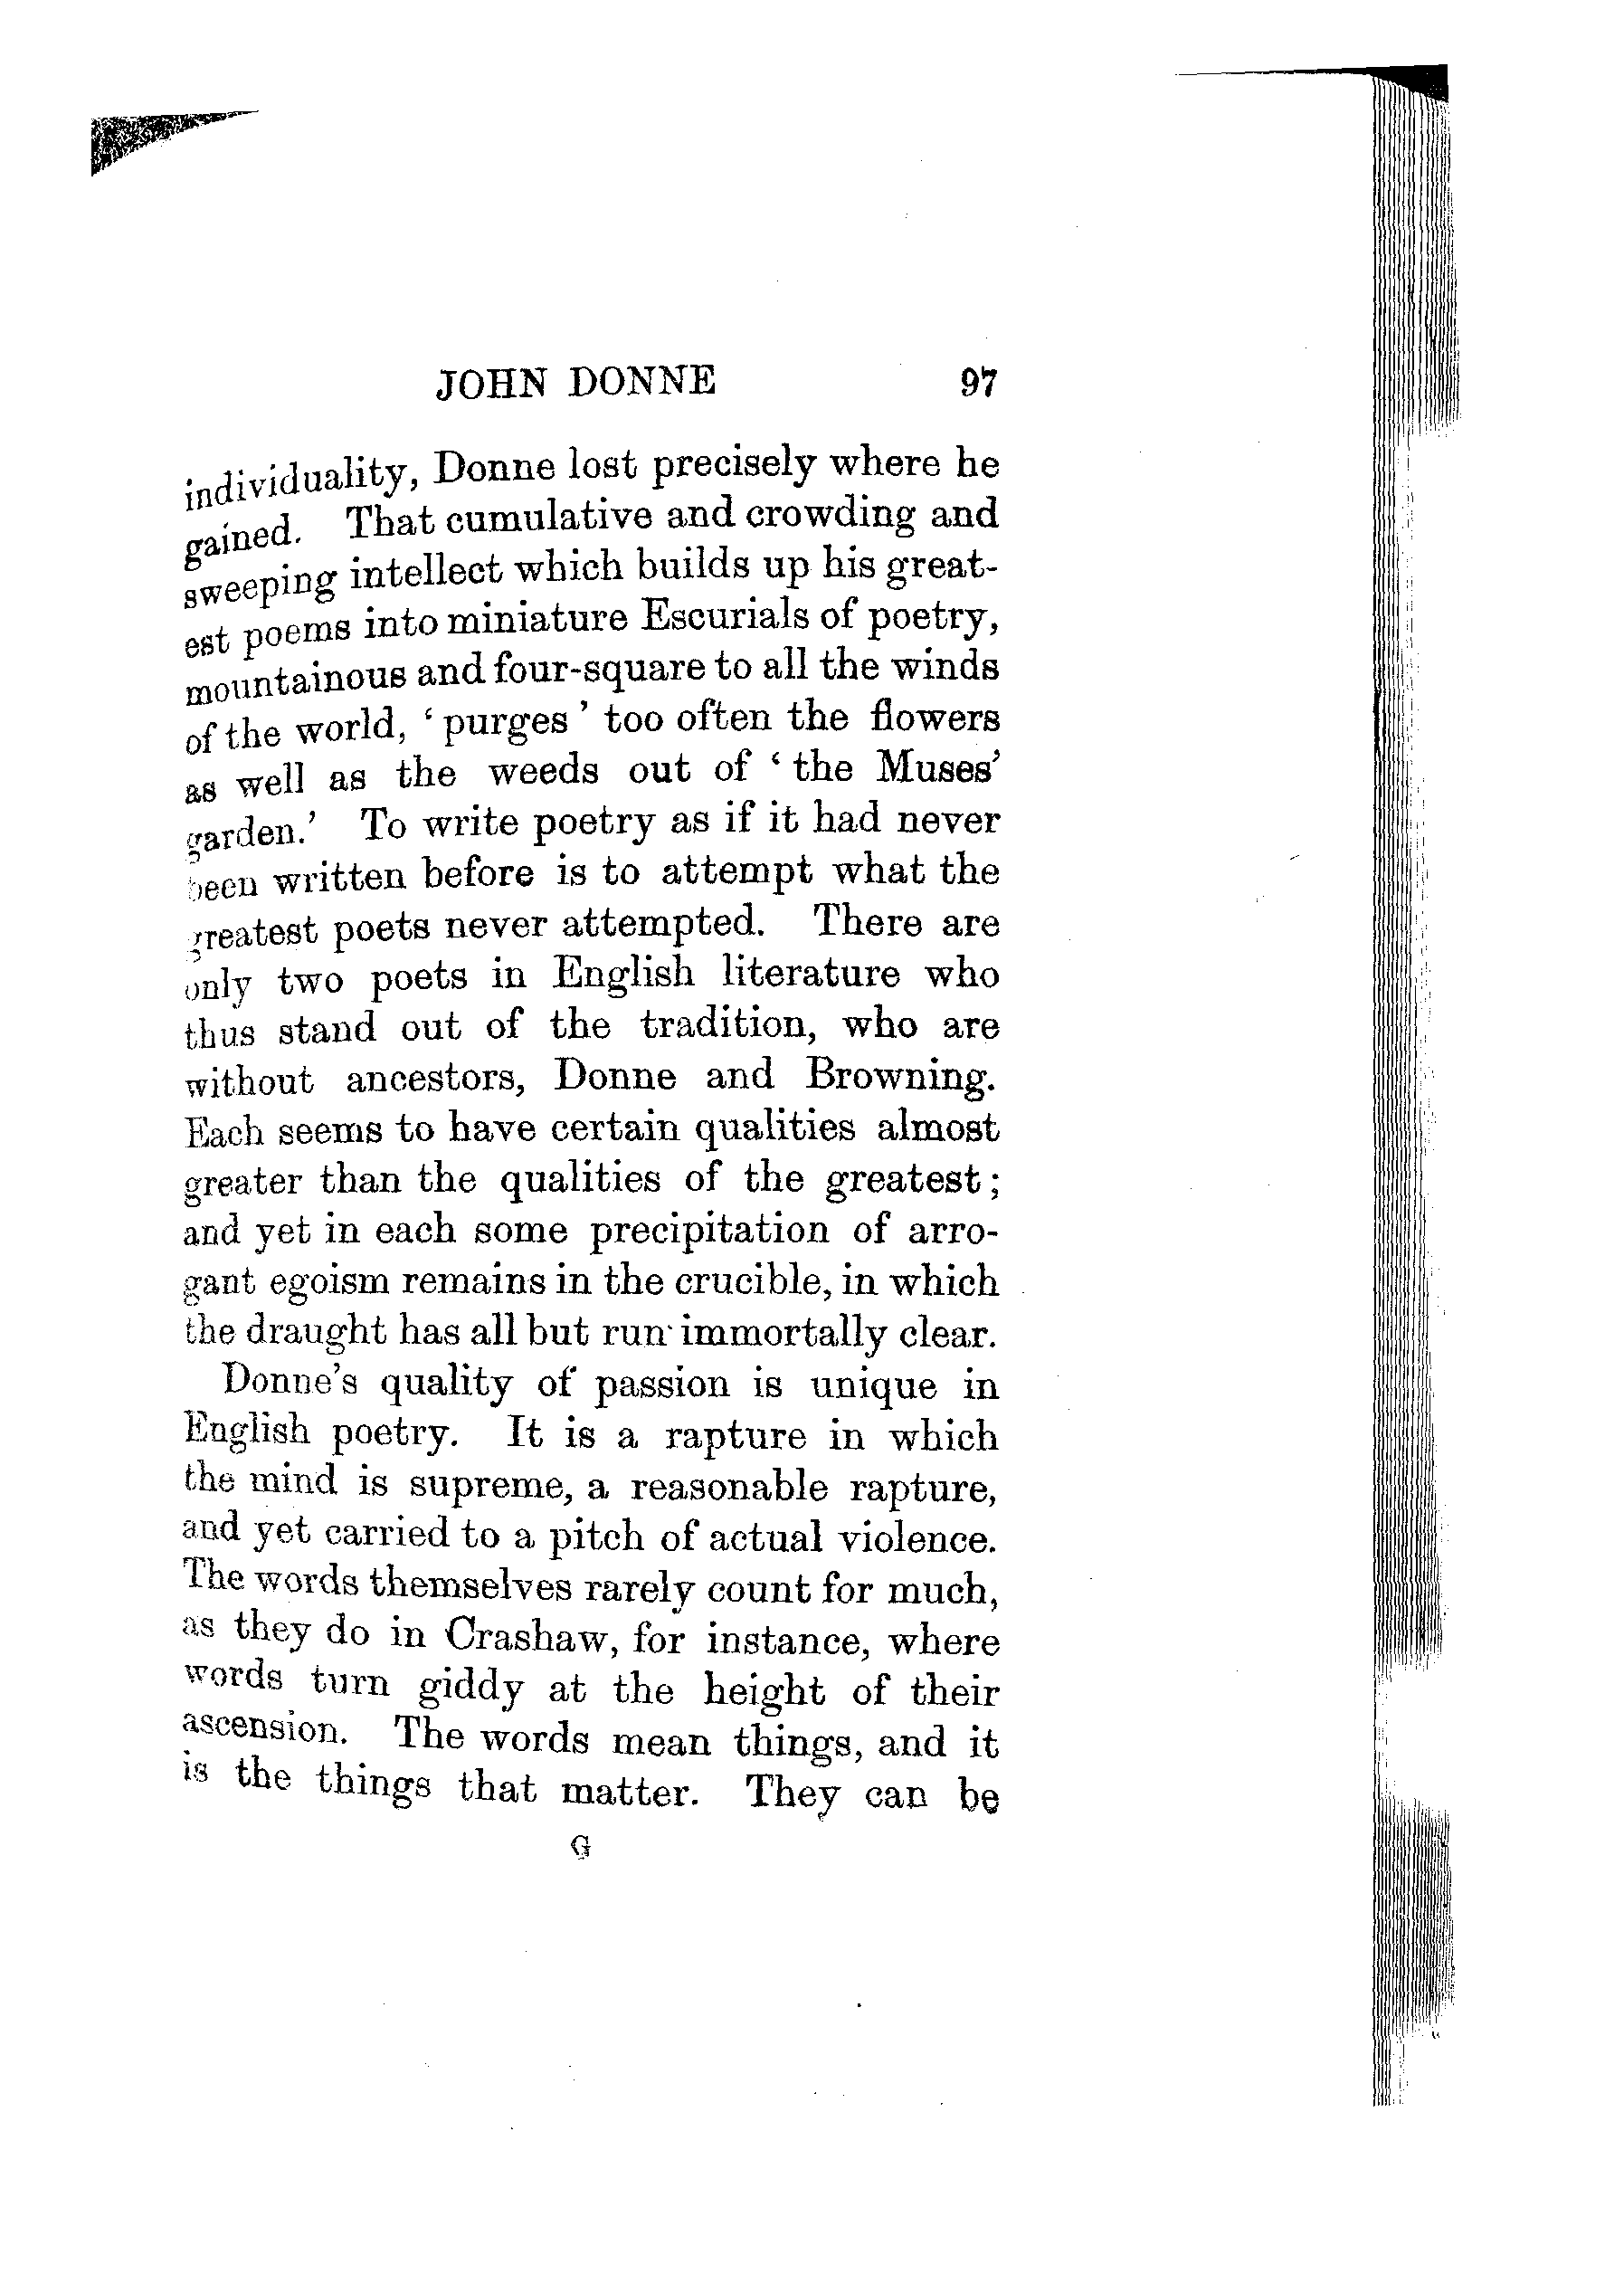 JOHN DONNE 97
individuality, Donne lost precisely where he
gained. That cumulative and crowding and
sweeping intellect which builds up his great-
est poems into miniature Escurials of poetry,
mountainous and four-square to all the winds
of the world, ‘ purges ’ too often the flowers
as well as the weeds out of ‘ the Muses’
garden.’ To write poetry as if it had never
been written before is to attempt what the
greatest poets never attempted. There are
only two poets in English literature who
thus stand out of the tradition, who are
without ancestors, Donne and Browning.
Each seems to have certain qualities almost
greater than the qualities of the greatest ;
and yet in each some precipitation of arro-
gant egoism remains in the crucible, in which
the draught has all but run immortally clear.
Donne’s quality of passion is unique in
English poetry. It is a rapture in which
the mind is supreme, a reasonable rapture,
and yet carried to a pitch of actual violence.
The words themselves rarely count for much,
as they do in Crashaw, for instance, where
words turn giddy at the height of their
ascension. The words mean things, and it
is the things that matter. They can be
G